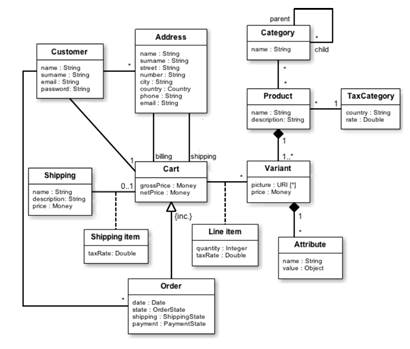 parent
Category
name : String
*
child
Customer
name : String
surname : String
email : String
password: String
*
Address
name : String
surname : String
street : String
number : String
city : String
country : Country
phone : String
email : String
*
*
Product
name : String
description: String
*
1
TaxCategory
country : String
rate : Double
1
1..*
billing
shipping
1
Cart
grossPrice : Money
netPrice : Money
*
Variant
picture : URI [*]
price : Money
Shipping
name : String
description: String
price : Money
0..1
{inc.}
1
*
Shipping item
taxRate: Double
Line item
quantity : Integer
taxRate : Double
Attribute
name : String
value : Object
*
Order
date : Date
state : OrderState
shipping : ShippingState
payment : PaymentState